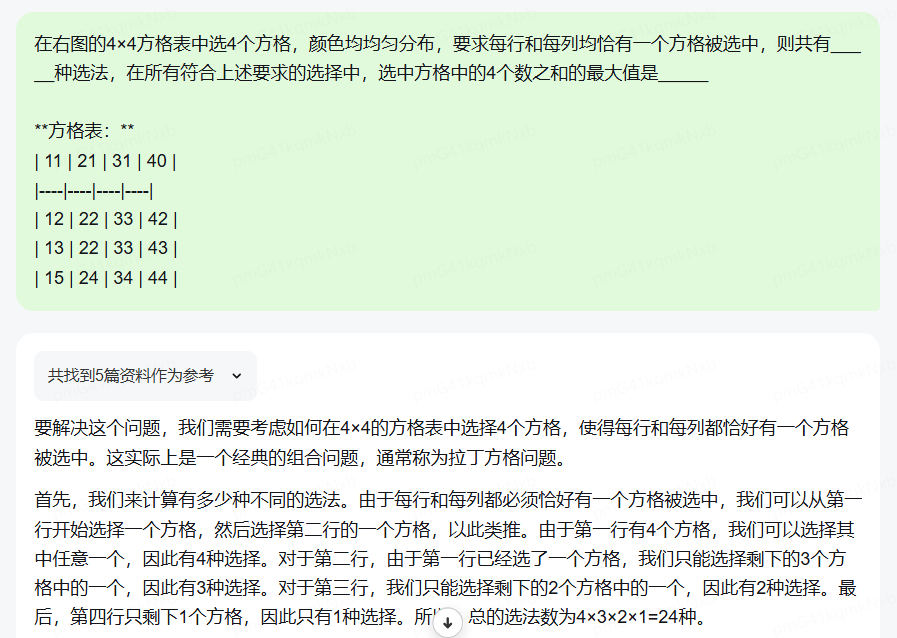 在右图的4×4方格表中选4个方格，颜色均均匀分布，要求每行和每列均恰有一个方格被选中，则共有___
__种选法，在所有符合上述要求的选择中，选中方格中的4个数之和的最大值是_____
**方格表：**
| 11 | 21 | 31 | 40 |
|----|----|----|----|
| 12 | 22 | 33 | 42 |
| 13 | 22 | 33 | 43 |
| 15 | 24 | 34 | 44 |
共找到5篇资料作为参考
要解决这个问题，我们需要考虑如何在4×4的方格表中选择4个方格，使得每行和每列都恰好有一个方格
被选中。这实际上是一个经典的组合问题，通常称为拉丁方格问题。
首先，我们来计算有多少种不同的选法。由于每行和每列都必须恰好有一个方格被选中，我们可以从第一
行开始选择一个方格，然后选择第二行的一个方格，以此类推。由于第一行有4个方格，我们可以选择其
中任意一个，因此有4种选择。对于第二行，由于第一行已经选了一个方格，我们只能选择剩下的3个方
格中的一个，因此有3种选择。对于第三行，我们只能选择剩下的2个方格中的一个，因此有2种选择。最
后，第四行只剩下1个方格，因此只有1种选择。所 总的选法数为4×3×2×1=24种。